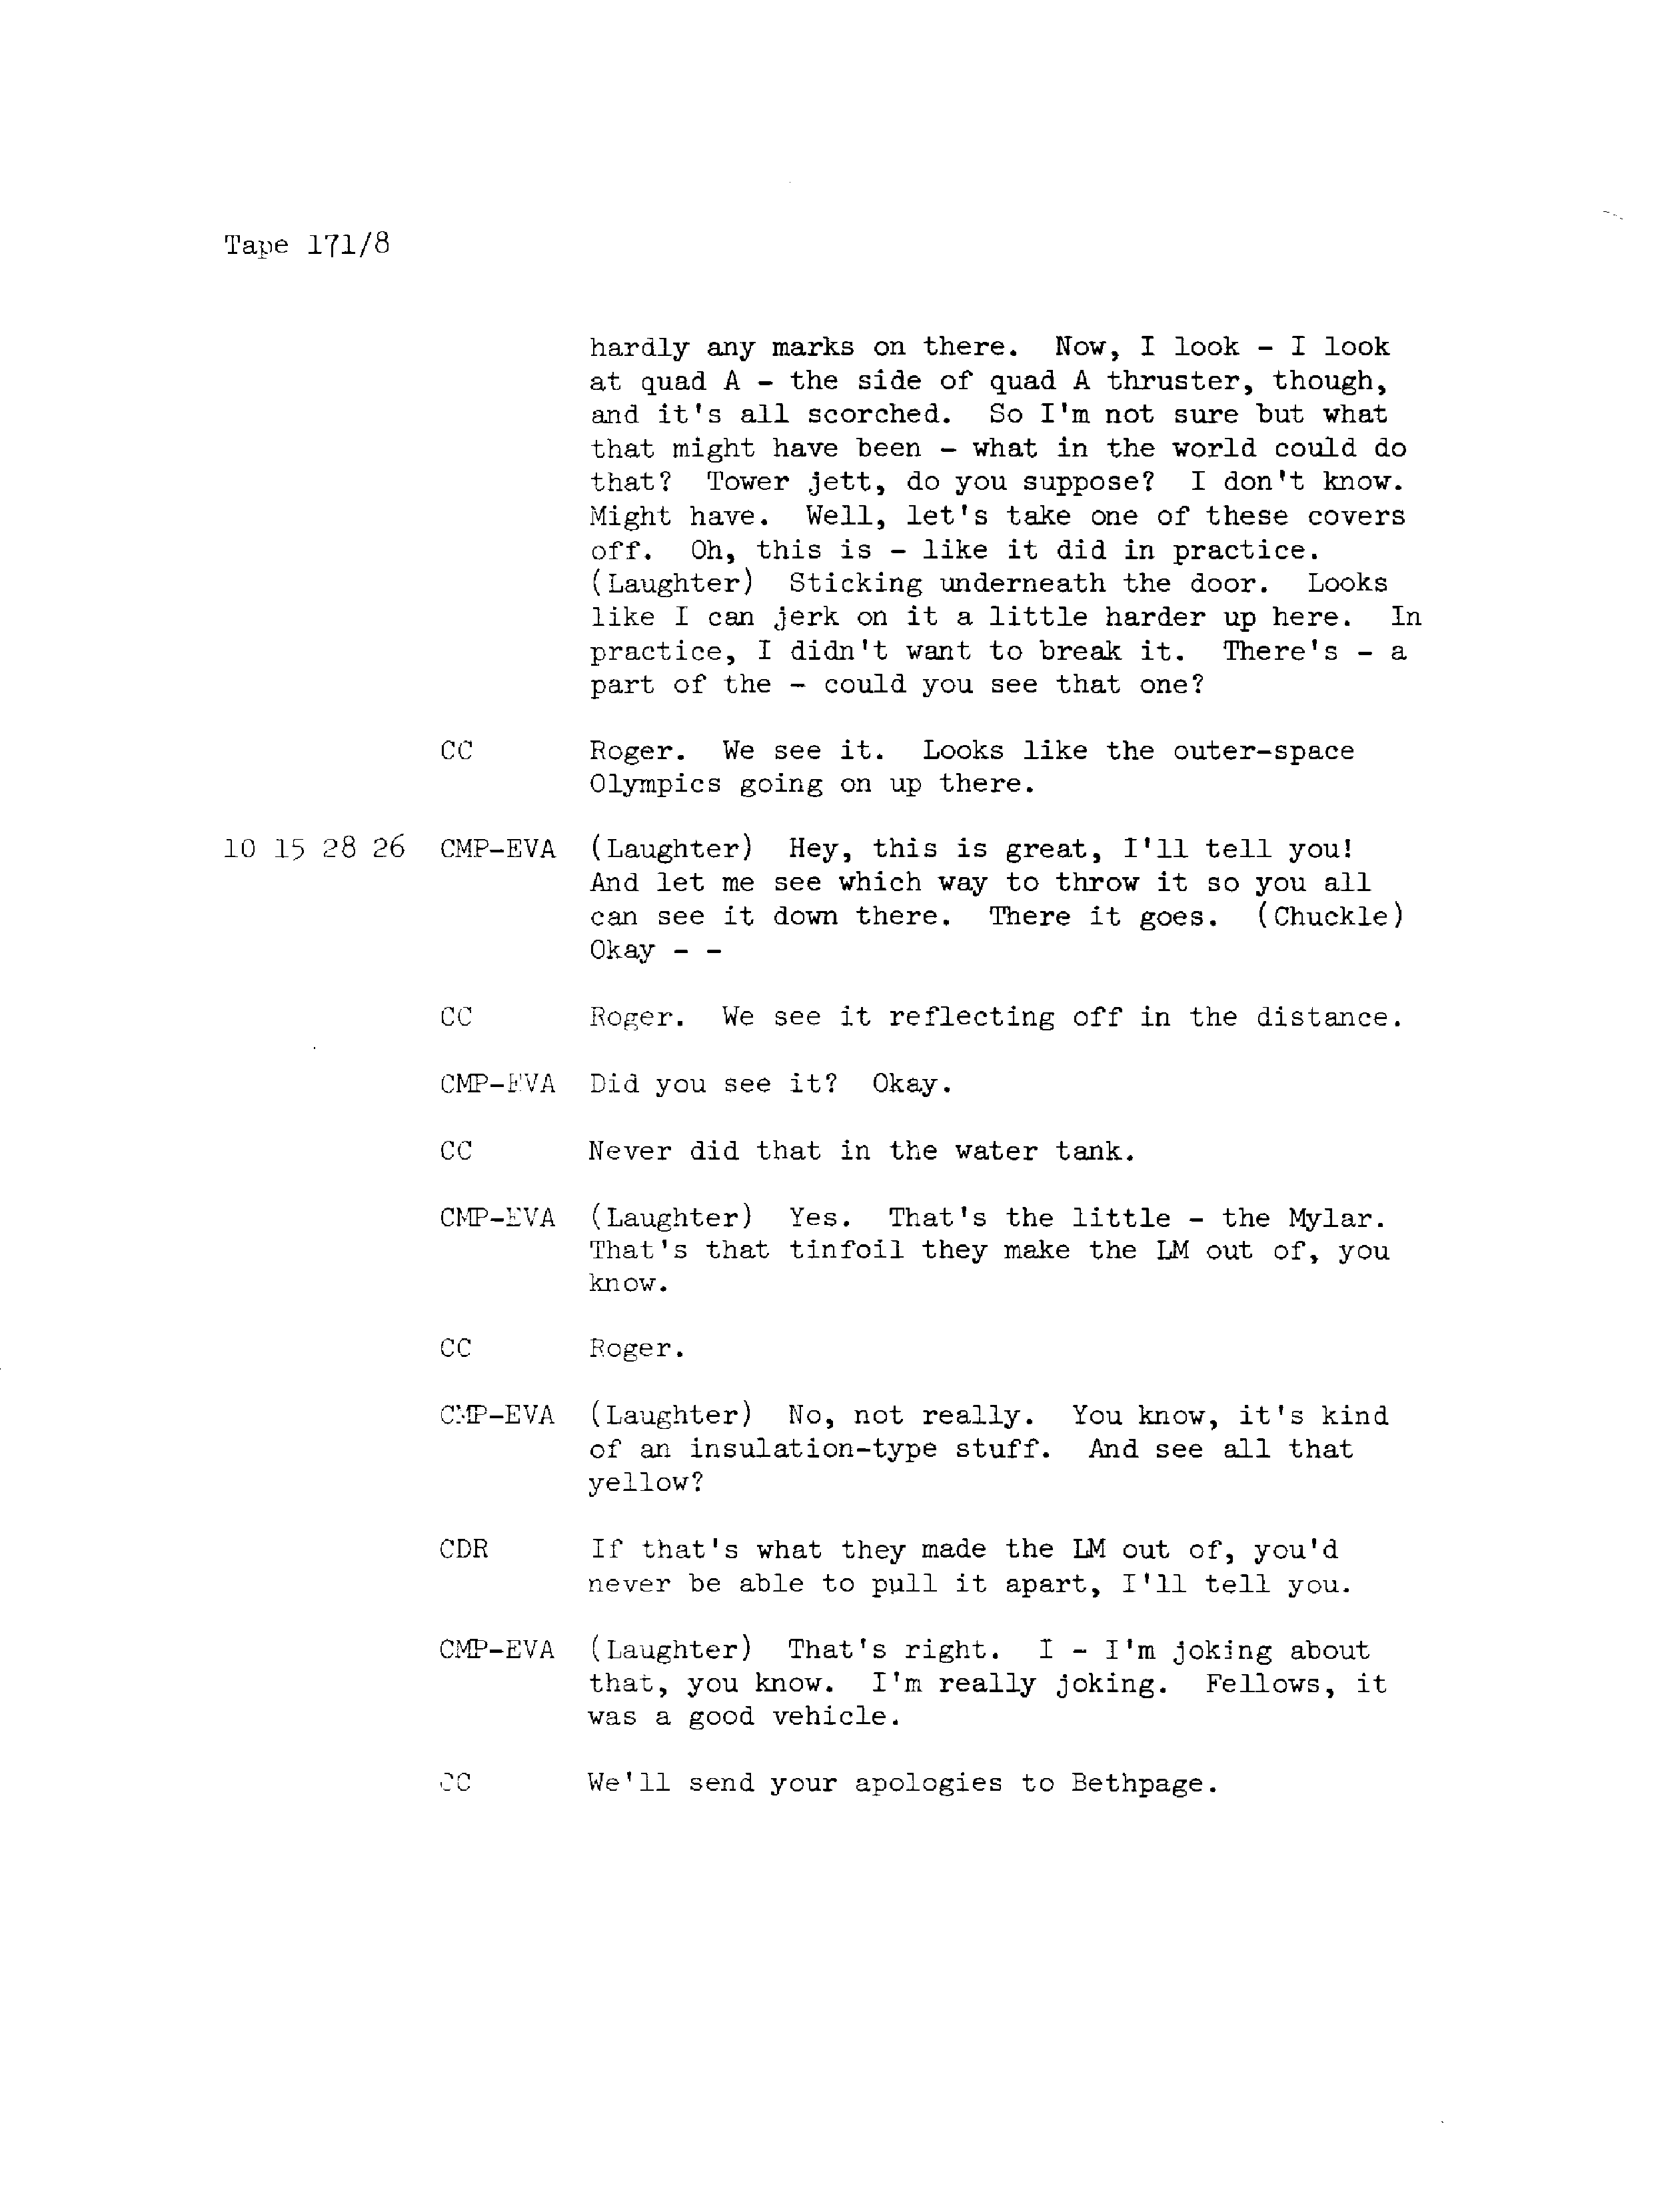 Tape 171/8
hardly any marks on there. Now, I look - I look
at quad A - the side of quad A thruster, though,
and it's all scorched. So I'm not sure but what
that might have been - what in the world could do
that? Tower jett, do you suppose? I don't know.
Might have. Well, let's take one of these covers
off. Oh, this is - like it did in practice.
(Laughter) Sticking underneath the door. Looks
like I can jerk on it a little harder up here. In
practice, I didn't want to break it. There's - a
part of the - could you see that one?
CC Roger. We see it. Looks like the outer-space
Olympics going on up there.
10 15 28 26 CMP-EVA (Laughter) Hey, this is great, I'll tell you!
And let me see which way to throw it so you all
can see it down there. There it goes. (Chuckle)
Okay - -
CC Roger. We see it reflecting off in the distance.
CMP-EVA Did you see it? Okay.
CC Never did that in the water tank.
CMP-EVA (Laughter) Yes. That's the little - the Mylar.
That's that tinfoil they make the LM out of, you
know.
CC Roger.
CMP-EVA (Laughter) No, not really. You know, it's kind
of an insulation-type stuff. And see all that
yellow?
CDR If that's what they made the LM out of, you'd
never be able to pull it apart, I'll tell you.
CMP-EVA (Laughter) That's right. I - I'm joking about
that, you know. I'm really joking. Fellows, it
was a good vehicle.
CC We'll send your apologies to Bethpage.